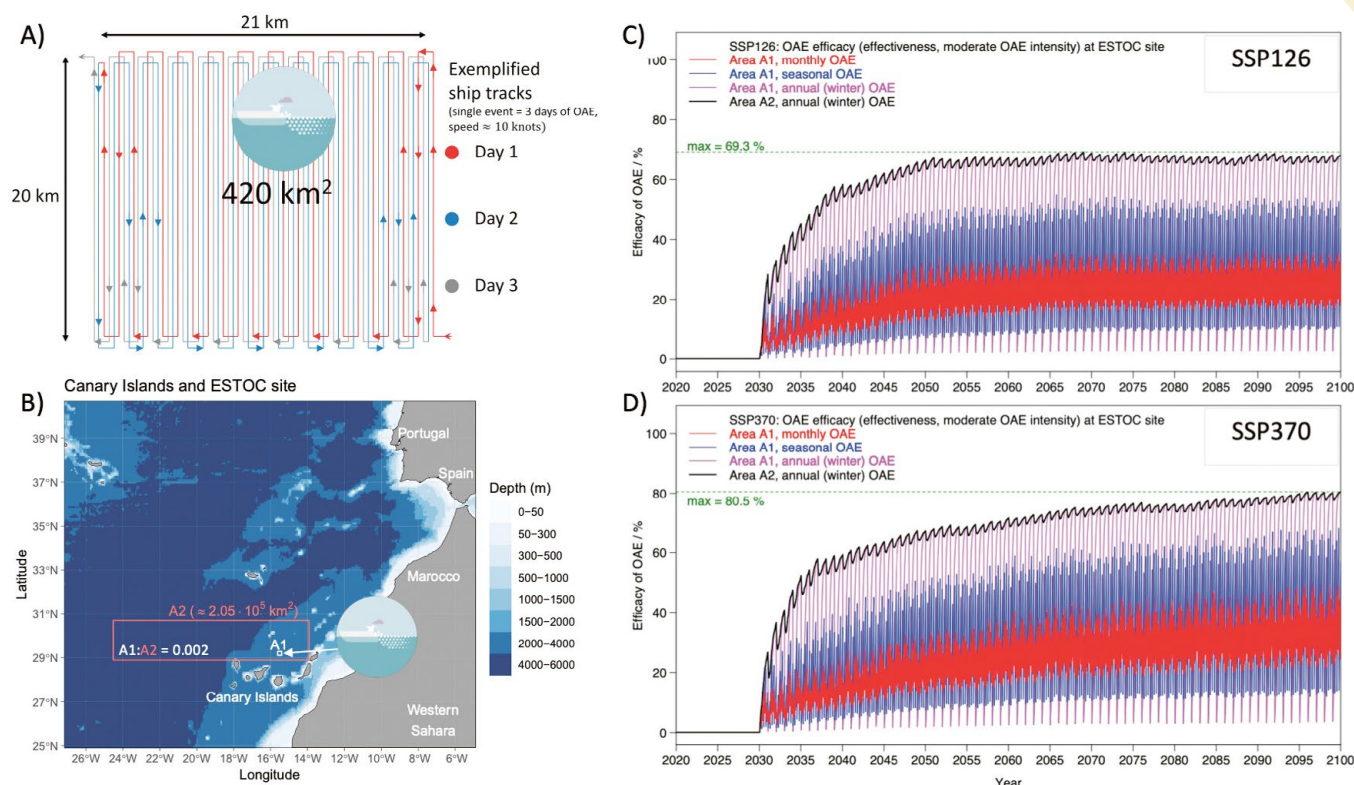 A)
21 km
20 km
420 km²
Exemplified
ship tracks
(single event = 3 days of OAE,
speed ≈ 10 knots)
Day 1
Day 2
Day 3
B)
Canary Islands and ESTOC site
39°N
37°N
35°N
33°N
31°N
29°N
27°N
25°N
Latitude
Portugal
Spain
Marocco
Western
Sahara
A2 (≈ 2.05 · 10⁵ km²)
A1
A1:A2 = 0.002
Canary Islands
26°W 24°W 22°W 20°W 18°W 16°W 14°W 12°W 10°W 8°W 6°W
Longitude
Depth (m)
0−50
50−300
300−500
500−1000
1000−1500
1500−2000
2000−4000
4000−6000
C)
SSP126: OAE efficacy (effectiveness, moderate OAE intensity) at ESTOC site
Area A1, monthly OAE
Area A1, seasonal OAE
Area A1, annual (winter) OAE
Area A2, annual (winter) OAE
SSP126
max = 69.3 %
Efficacy of OAE / %
100
80
60
40
20
0
2020 2025 2030 2035 2040 2045 2050 2055 2060 2065 2070 2075 2080 2085 2090 2095 2100
D)
SSP370: OAE efficacy (effectiveness, moderate OAE intensity) at ESTOC site
Area A1, monthly OAE
Area A1, seasonal OAE
Area A1, annual (winter) OAE
Area A2, annual (winter) OAE
SSP370
max = 80.5 %
Efficacy of OAE / %
100
80
60
40
20
0
2020 2025 2030 2035 2040 2045 2050 2055 2060 2065 2070 2075 2080 2085 2090 2095 2100
Year